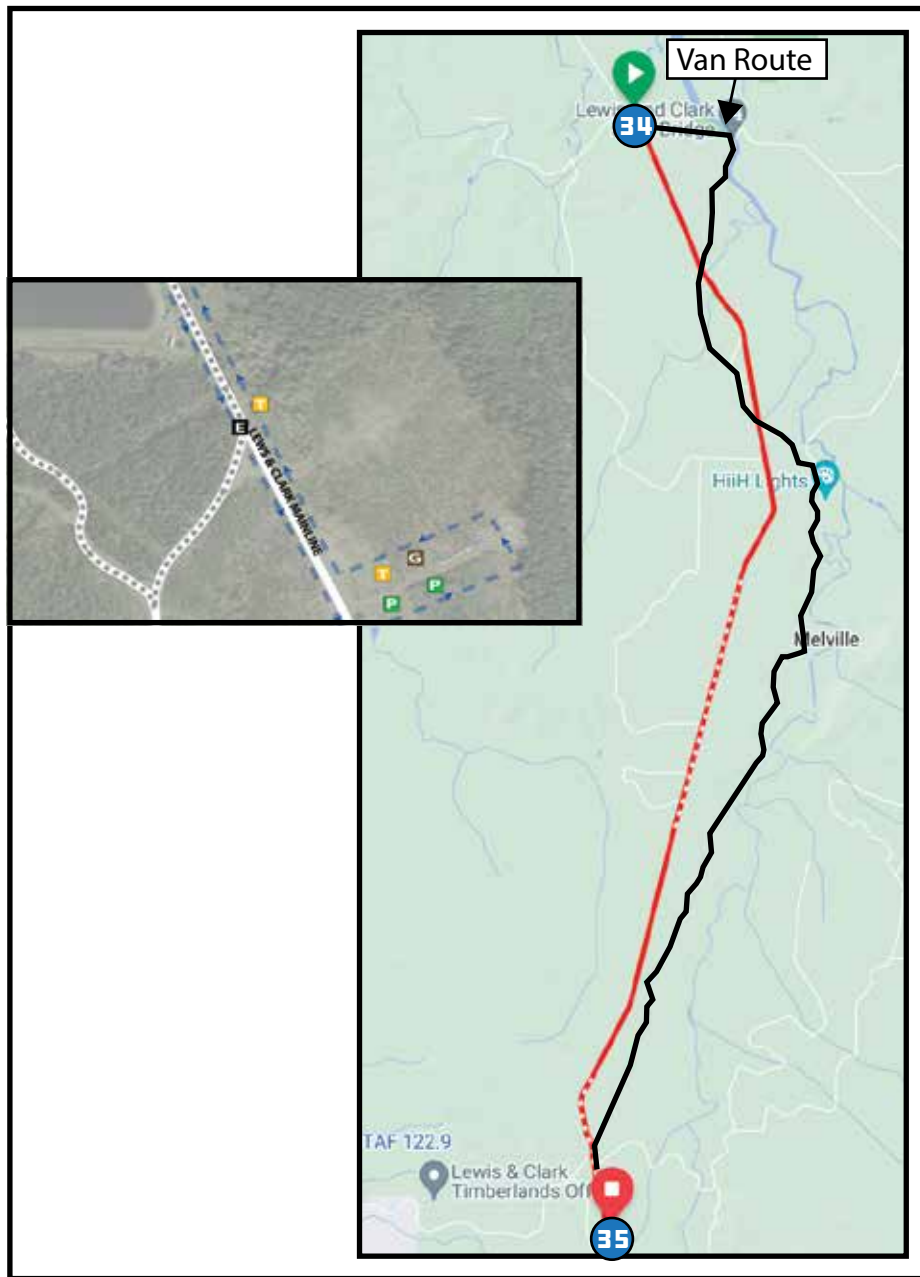 Van Route
Lewis and Clark
Bridge
34
T
E
LEWS & CLARK MAINLINE
G
T
P
P
HiiH Lights
Melville
TAF 122.9
Lewis & Clark
Timberlands Off
35